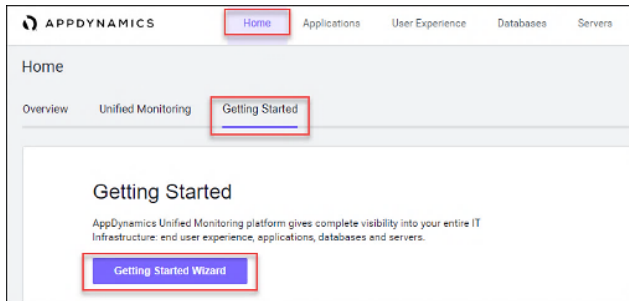 APPDYNAMICS Home Applications User Experience Databases Servers
Home
Overview Unified Monitoring Getting Started
Getting Started
AppDynamics Unified Monitoring platform gives complete visibility into your entire IT
Infrastructure: end user experience, applications, databases and servers.
Getting Started Wizard